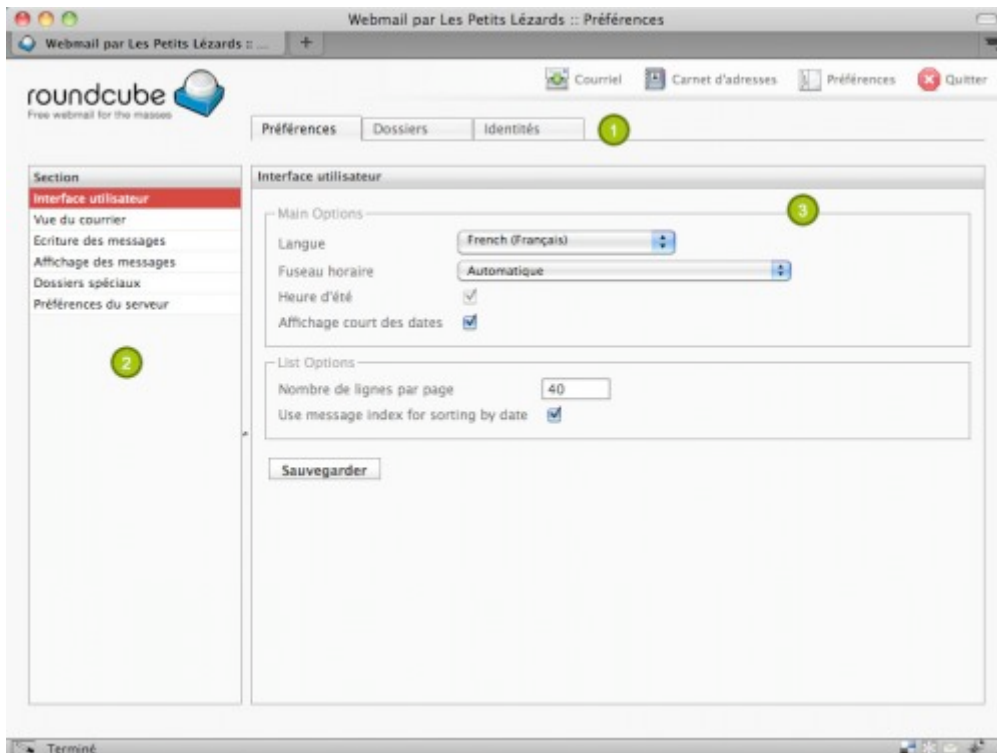 Webmail par Les Petits Lézards :: Préférences
Webmail par Les Petits Lézards :: ... +
roundcube
Free webmail for the masses
Courriel Carnet d'adresses Préférences Quitter
Préférences Dossiers Identités 1
Section
Interface utilisateur
Vue du courrier
Ecriture des messages
Affichage des messages
Dossiers spéciaux
Préférences du serveur
2
Interface utilisateur
3
Main Options
Langue French (Français)
Fuseau horaire Automatique
Heure d'été
Affichage court des dates
List Options
Nombre de lignes par page 40
Use message index for sorting by date
Sauvegarder
Terminé